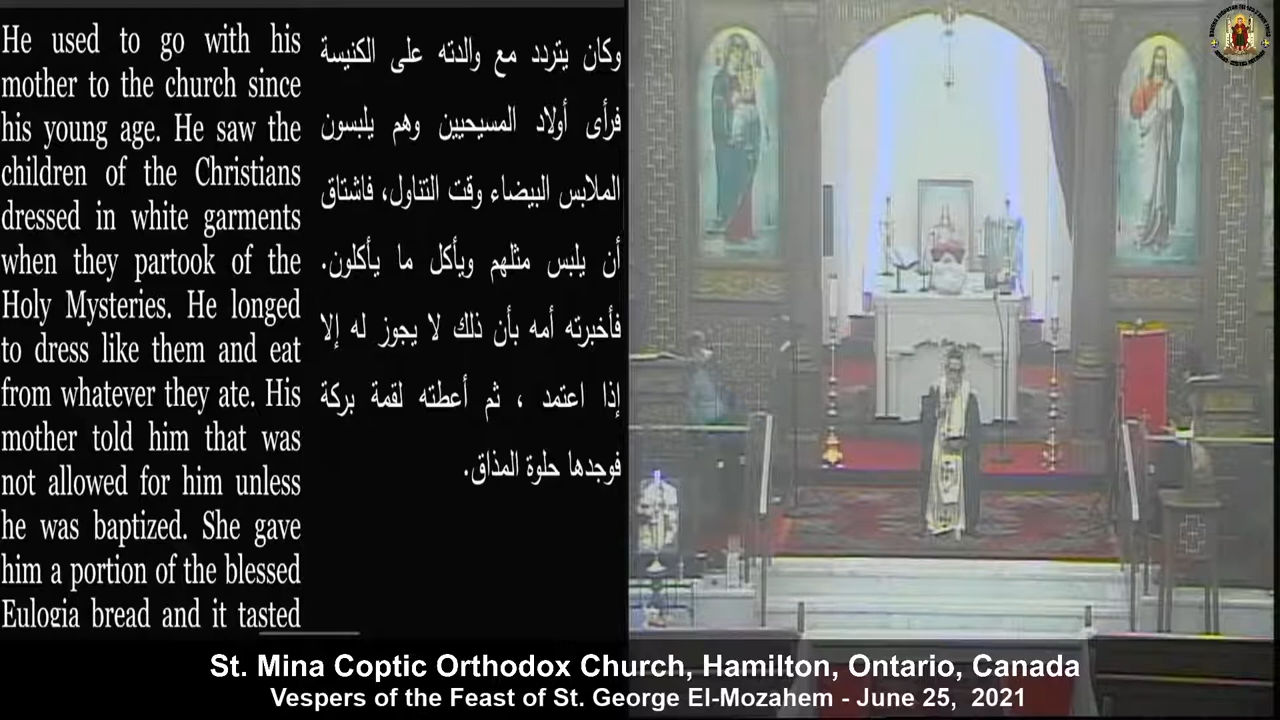 He used to go with his
mother to the church since
his young age. He saw the
children of the Christians
dressed in white garments
when they partook of the
Holy Mysteries. He longed
to dress like them and eat
from whatever they ate. His
mother told him that was
not allowed for him unless
he was baptized. She gave
him a portion of the blessed
Eulogia bread and it tasted
وكان يتردد مع والدته على الكنيسة
فرأى أولاد المسيحيين وهم يلبسون
الملابس البيضاء وقت التناول، فاشتاق
أن يلبس مثلهم ويأكل ما يأكلون.
فأخبرته أمه بأن ذلك لا يجوز له إلا
إذا اعتمد ، ثم أعطته لقمة بركة
فوجدها حلوة المذاق.
St. Mina Coptic Orthodox Church, Hamilton, Ontario, Canada
Vespers of the Feast of St. George El-Mozahem - June 25, 2021